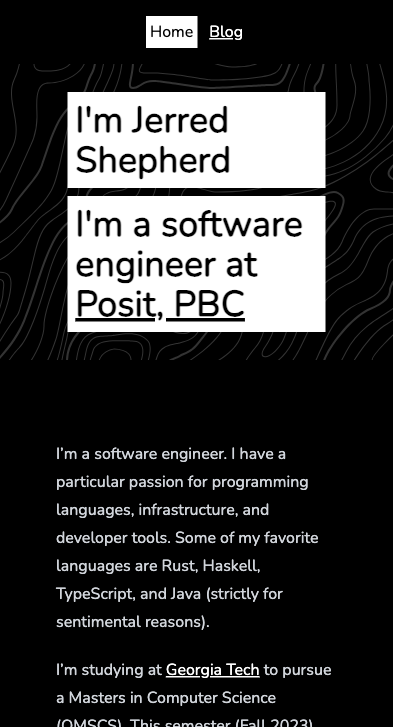 Home Blog
I'm Jerred
Shepherd
I'm a software
engineer at
Posit, PBC
I'm a software engineer. I have a
particular passion for programming
languages, infrastructure, and
developer tools. Some of my favorite
languages are Rust, Haskell,
TypeScript, and Java (strictly for
sentimental reasons).
I'm studying at Georgia Tech to pursue
a Masters in Computer Science
(OMSCS). This semester (Fall 2023)